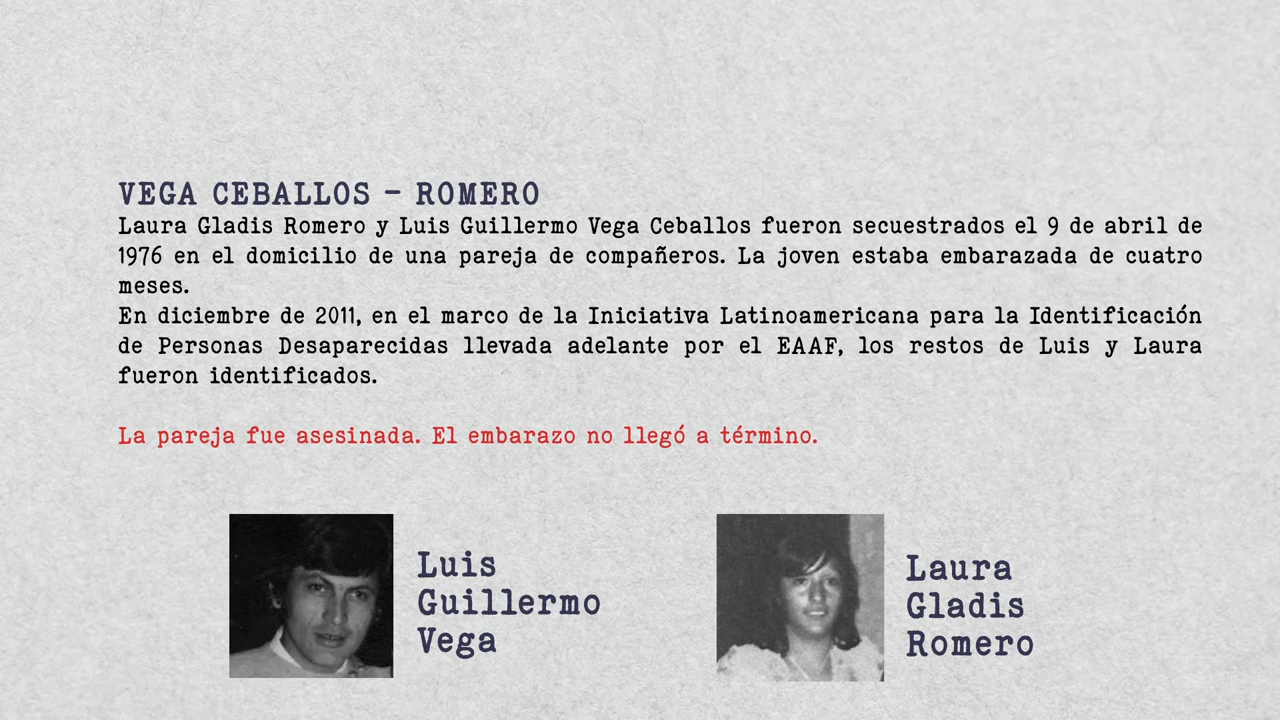 VEGA CEBALLOS – ROMERO
Laura Gladis Romero y Luis Guillermo Vega Ceballos fueron secuestrados el 9 de abril de
1976 en el domicilio de una pareja de compañeros. La joven estaba embarazada de cuatro
meses.
En diciembre de 2011, en el marco de la Iniciativa Latinoamericana para la Identificación
de Personas Desaparecidas llevada adelante por el EAAF, los restos de Luis y Laura
fueron identificados.
La pareja fue asesinada. El embarazo no llegó a término.
Luis
Guillermo
Vega
Laura
Gladis
Romero